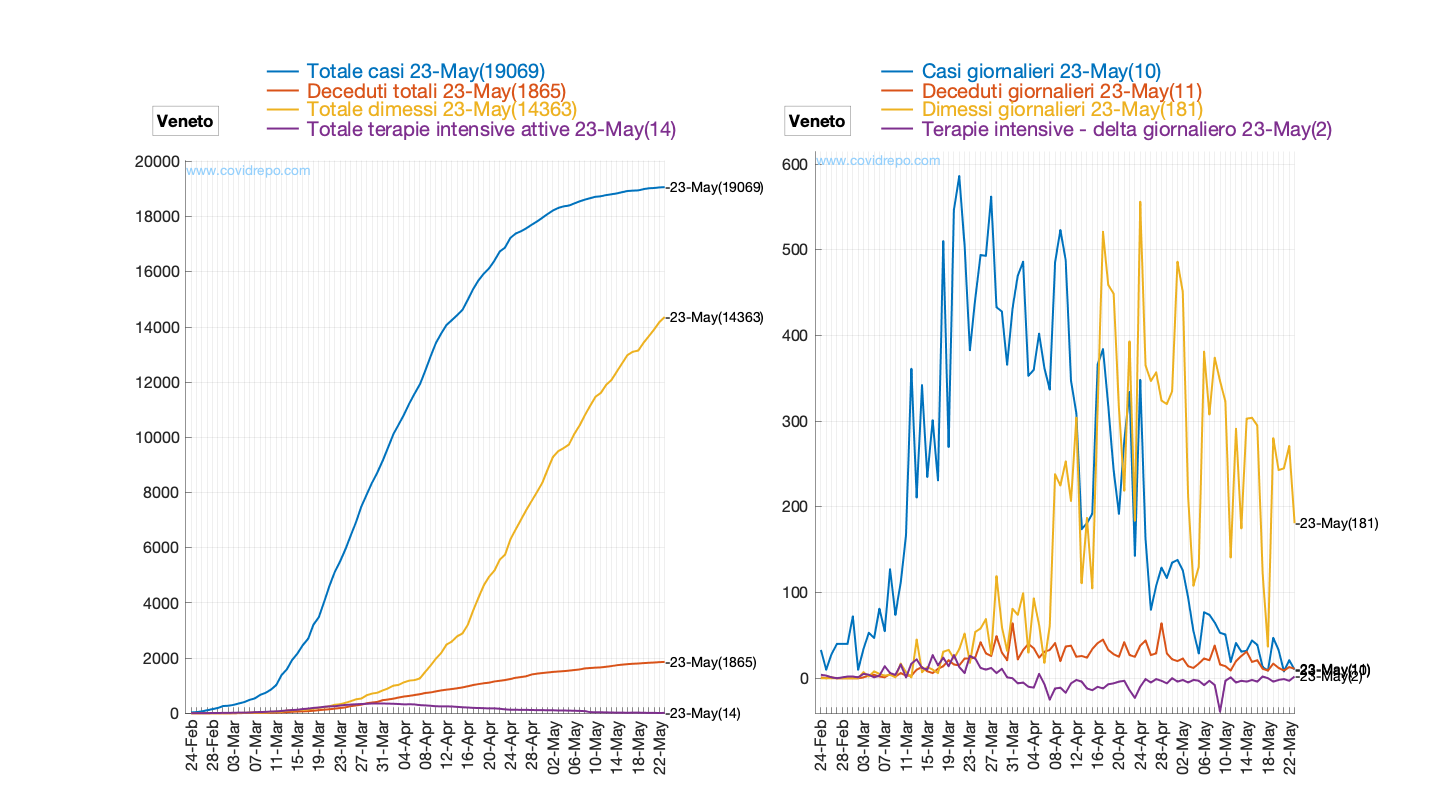 Totale casi 23-May(19069)
Deceduti totali 23-May(1865)
Totale dimessi 23-May(14363)
Totale terapie intensive attive 23-May(14)
Veneto
www.covidrepo.com
20000
18000
16000
14000
12000
10000
8000
6000
4000
2000
0
-23-May(19069)
-23-May(14363)
-23-May(1865)
-23-May(14)
24-Feb
28-Feb
03-Mar
07-Mar
11-Mar
15-Mar
19-Mar
23-Mar
27-Mar
31-Mar
04-Apr
08-Apr
12-Apr
16-Apr
20-Apr
24-Apr
28-Apr
02-May
06-May
10-May
14-May
18-May
22-May
Casi giornalieri 23-May(10)
Deceduti giornalieri 23-May(11)
Dimessi giornalieri 23-May(181)
Terapie intensive - delta giornaliero 23-May(2)
Veneto
www.covidrepo.com
600
500
400
300
200
100
0
-23-May(181)
-23-May(11)
-23-May(10)
-23-May(2)
24-Feb
28-Feb
03-Mar
07-Mar
11-Mar
15-Mar
19-Mar
23-Mar
27-Mar
31-Mar
04-Apr
08-Apr
12-Apr
16-Apr
20-Apr
24-Apr
28-Apr
02-May
06-May
10-May
14-May
18-May
22-May